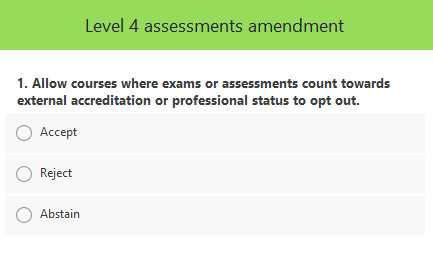 Level 4 assessments amendment
1. Allow courses where exams or assessments count towards
external accreditation or professional status to opt out.
Accept
Reject
Abstain